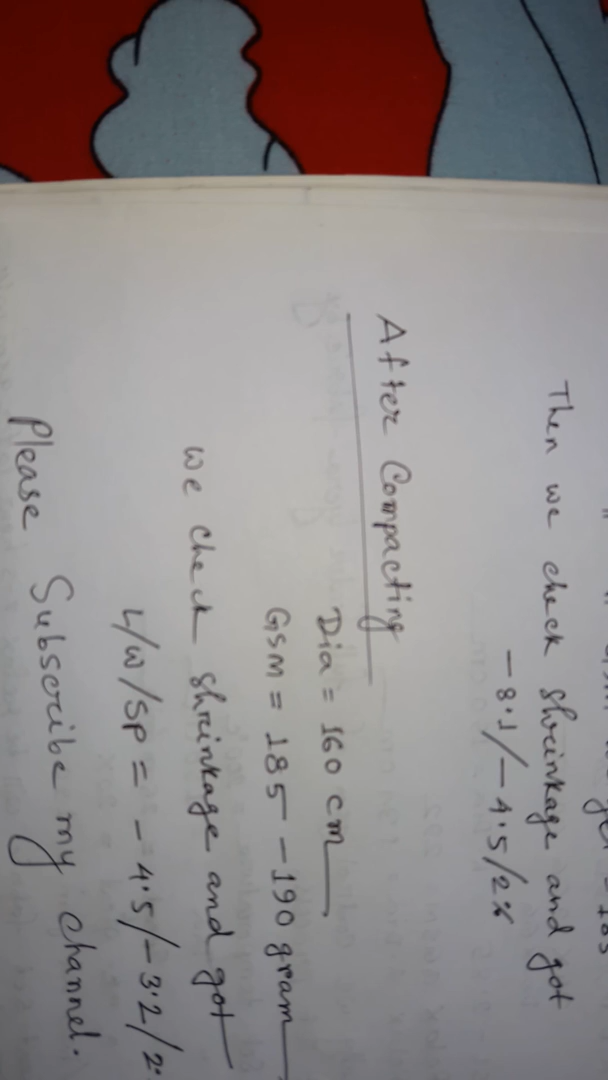 Then we check shrinkage and got
-8.1/-4.5/2%
After Compacting
Dia = 160 cm
GSM = 185-190 gram
we check shrinkage and got
L/W/SP = -4.5/-3.2/2
Please Subscribe my channel.